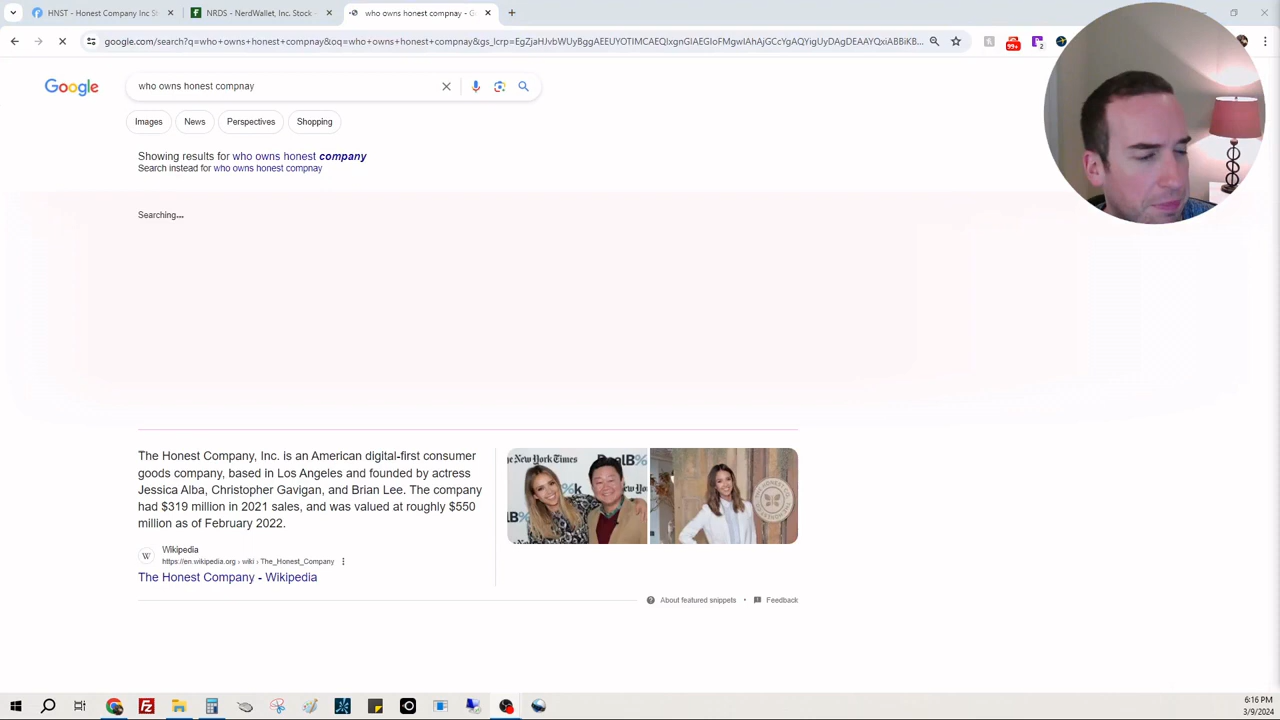 HNST - Honest Company Inc S
NRDS - NerdWallet, Inc. Stock -
who owns honest compnay - G
google.com/search?q=who+owns+honest+compnay&oq=who+owns+honest+compnay&gs_lcrp=
99+
2
Google
who owns honest compnay
Images
News
Perspectives
Shopping
Showing results for who owns honest company
Search instead for who owns honest compnay
Searching...
The Honest Company, Inc. is an American digital-first consumer
goods company, based in Los Angeles and founded by actress
Jessica Alba, Christopher Gavigan, and Brian Lee. The company
had $319 million in 2021 sales, and was valued at roughly $550
million as of February 2022.
W
Wikipedia
https://en.wikipedia.org › wiki › The_Honest_Company
The Honest Company - Wikipedia
About featured snippets
Feedback
6:16 PM
3/9/2024